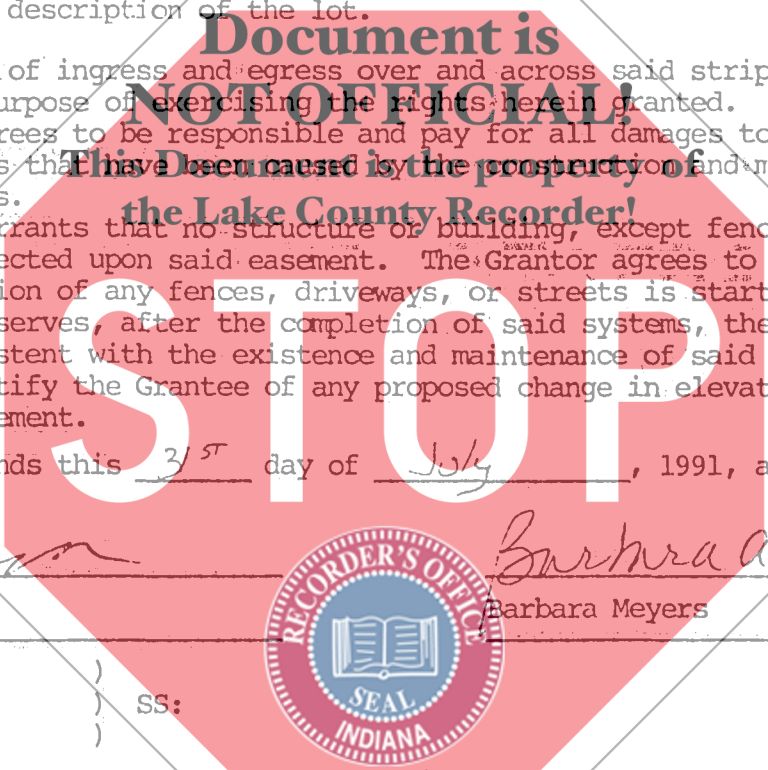 description of the lot.
Document is
of ingress and egress over and across said strip
urpose of exercising the rights herein granted.
NOT OFFICIAL!
rees to be responsible and pay for all damages to
s that have been caused by the construction and m
This Document is the property of
s.
the Lake County Recorder!
rrants that no structure or building, except fenc
ected upon said easement. The Grantor agrees to
ion of any fences, driveways, or streets is start
serves, after the completion of said systems, the
stent with the existence and maintenance of said
tify the Grantee of any proposed change in elevat
ement.
STOP
nds this 31ST day of July, 1991, a
Barbara A
Barbara Meyers
RECORDER'S OFFICE
SEAL
INDIANA
)
) SS:
)